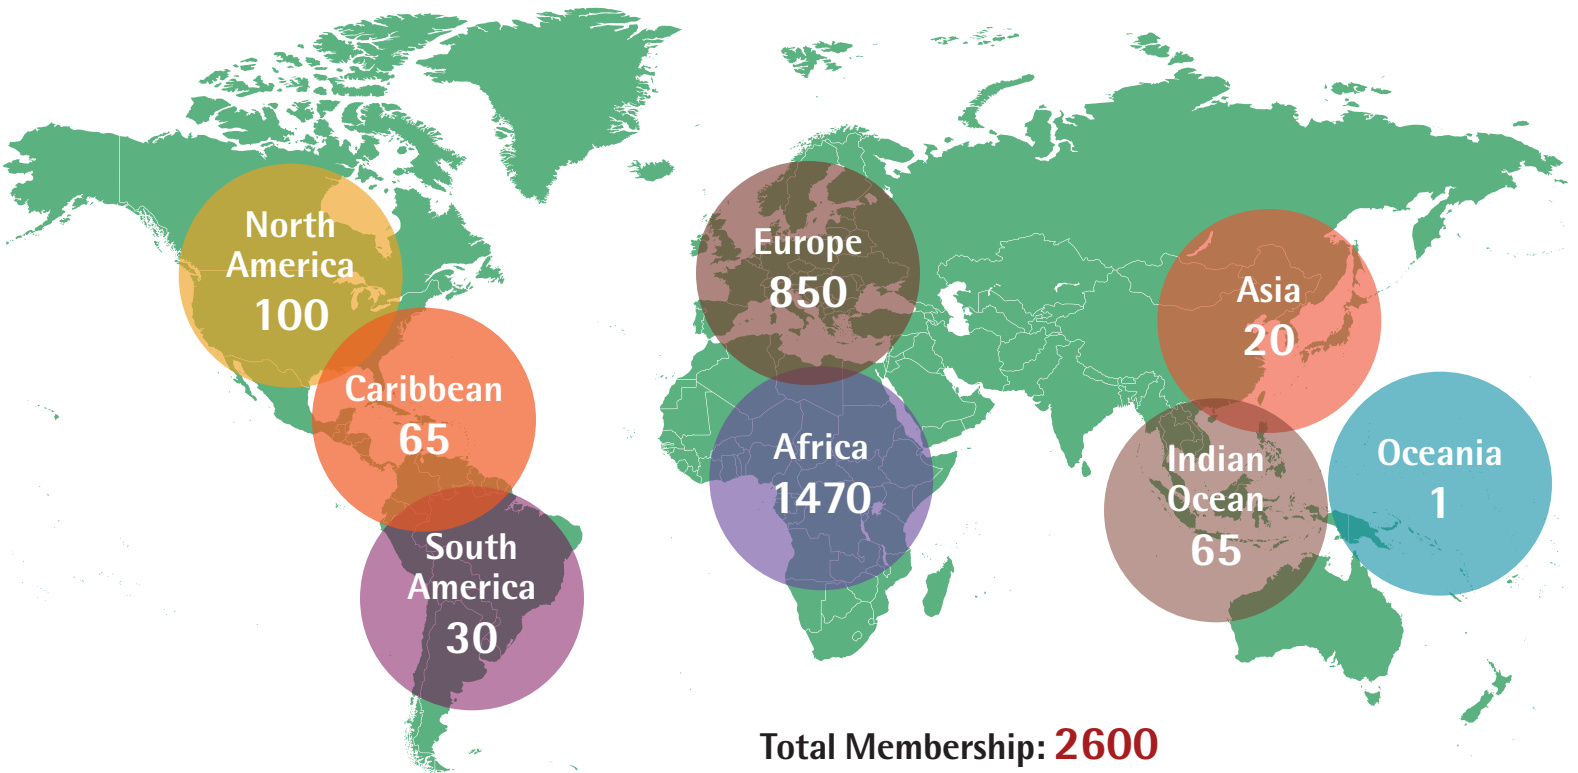 North
America
100
Caribbean
65
South
America
30
Europe
850
Africa
1470
Asia
20
Indian
Ocean
65
Oceania
1
Total Membership: 2600